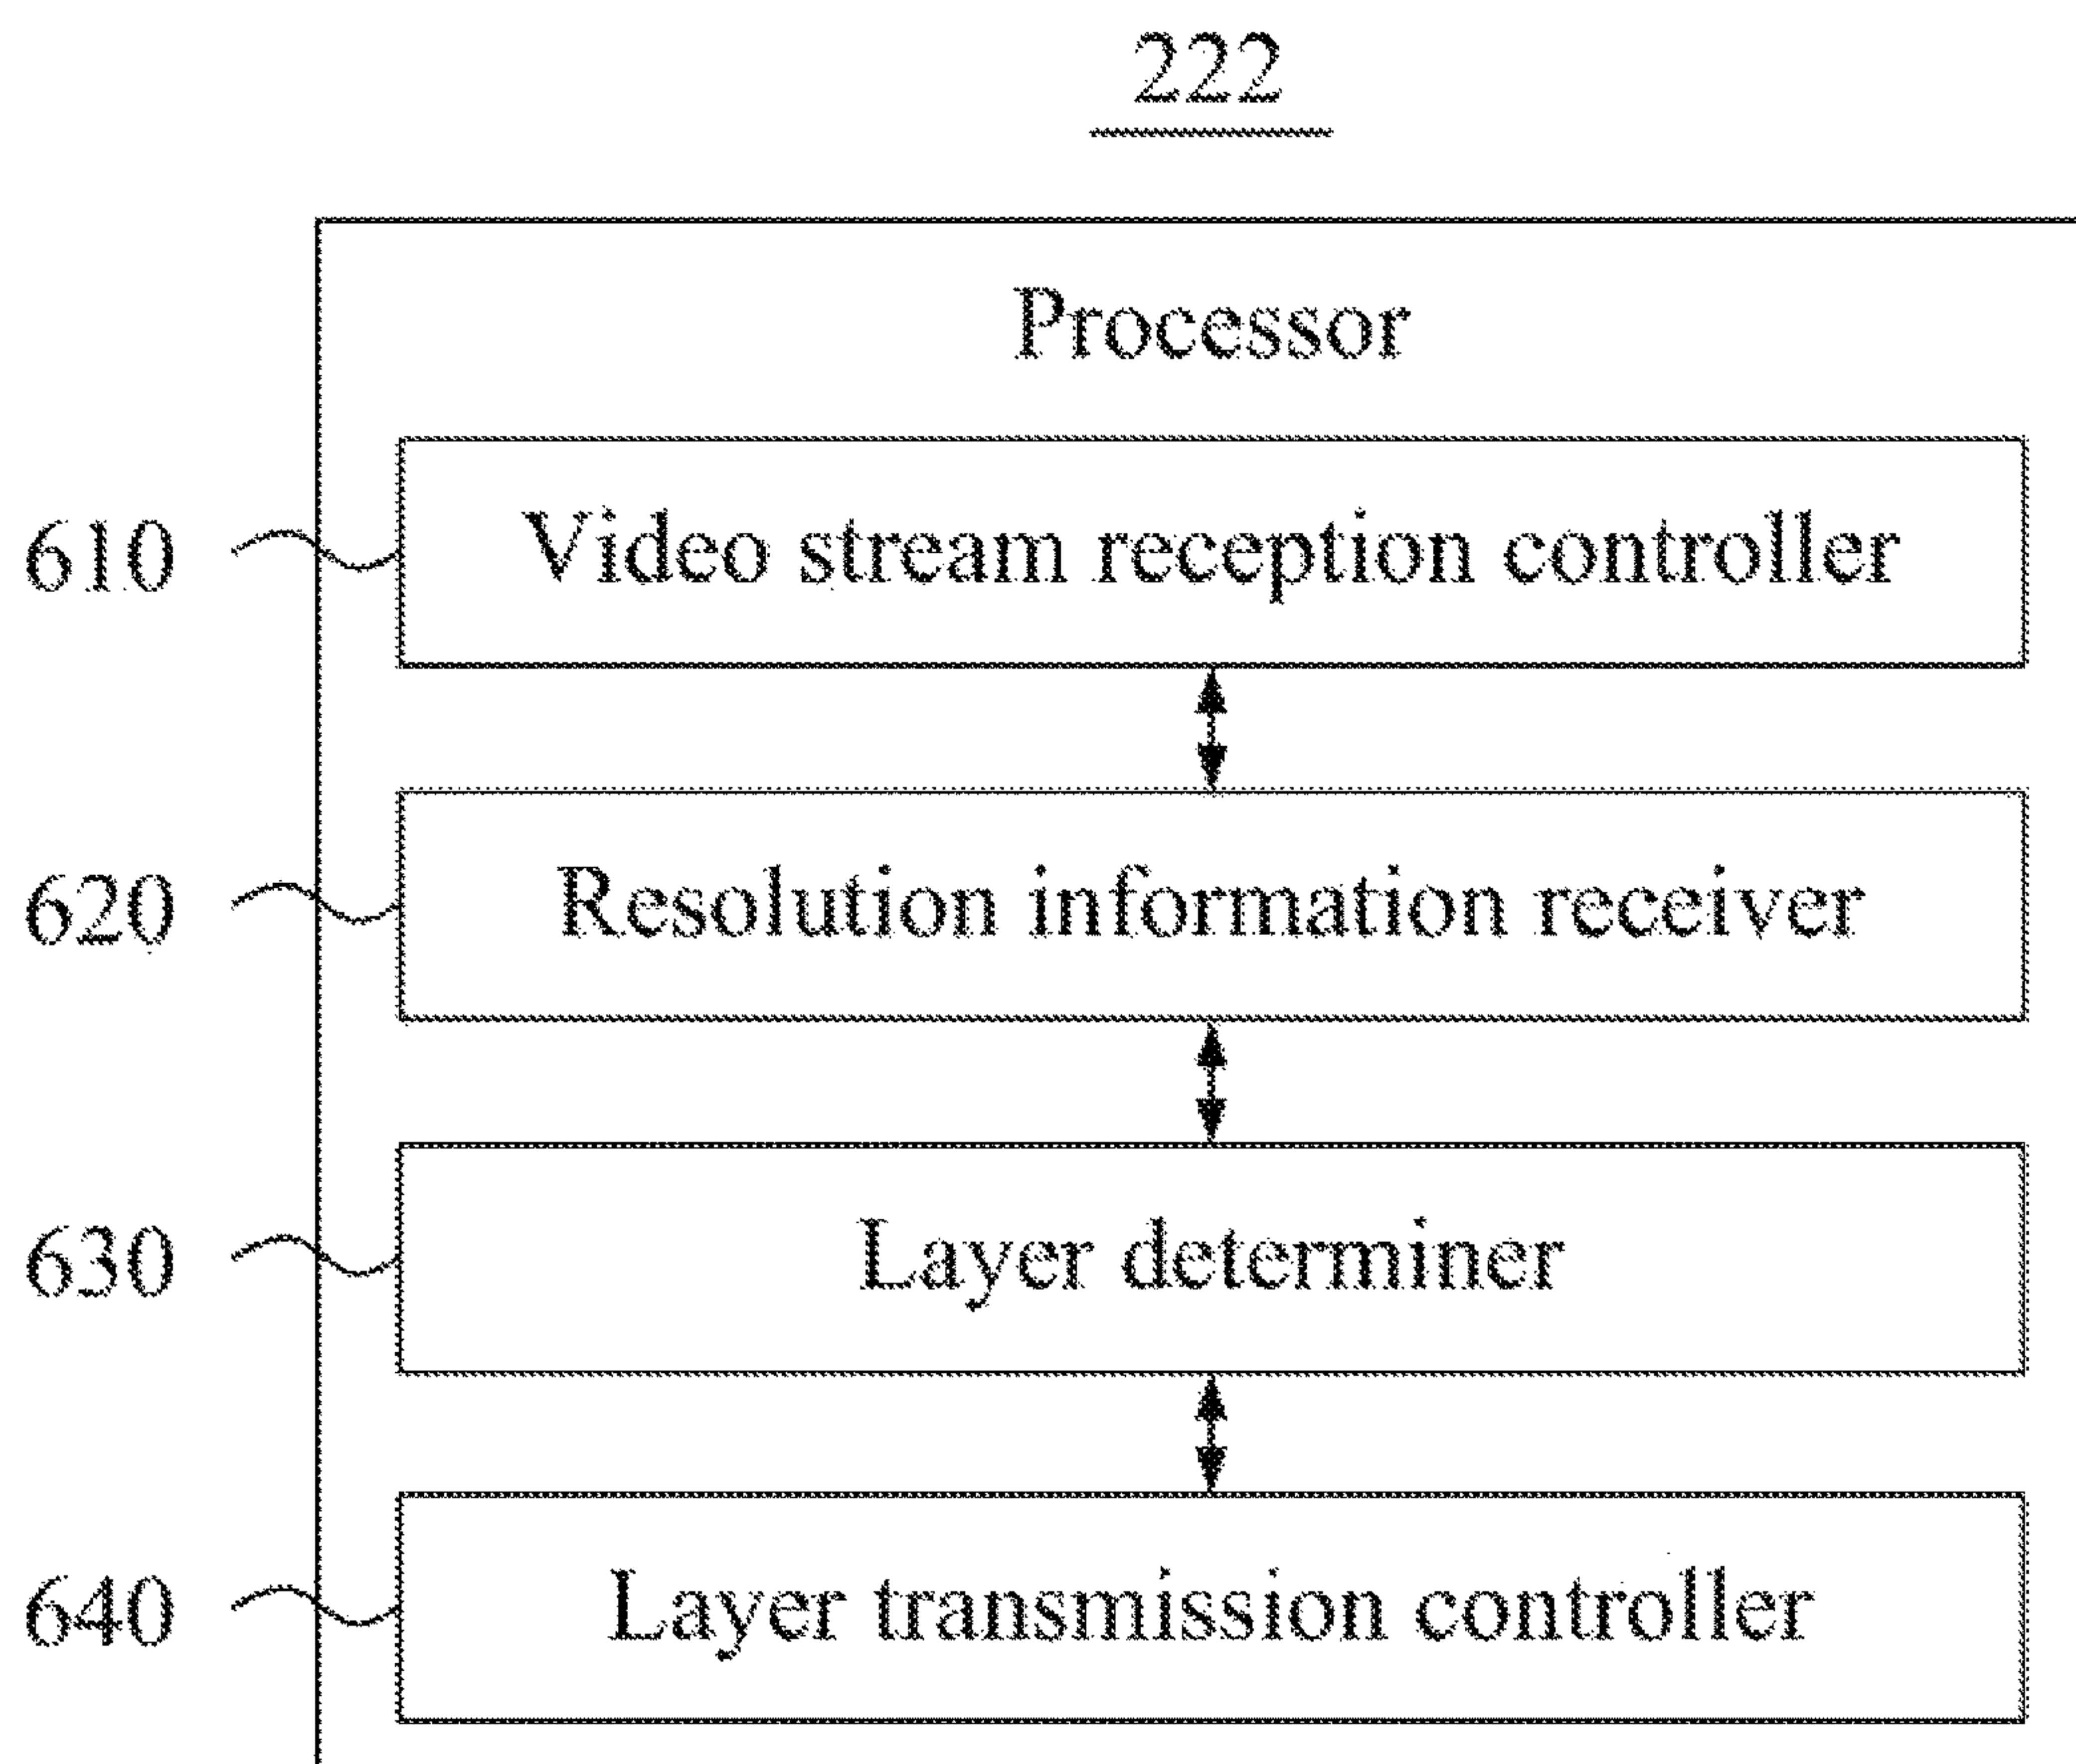 222
Processor
610 Video stream reception controller
620 Resolution information receiver
630 Layer determiner
640 Layer transmission controller